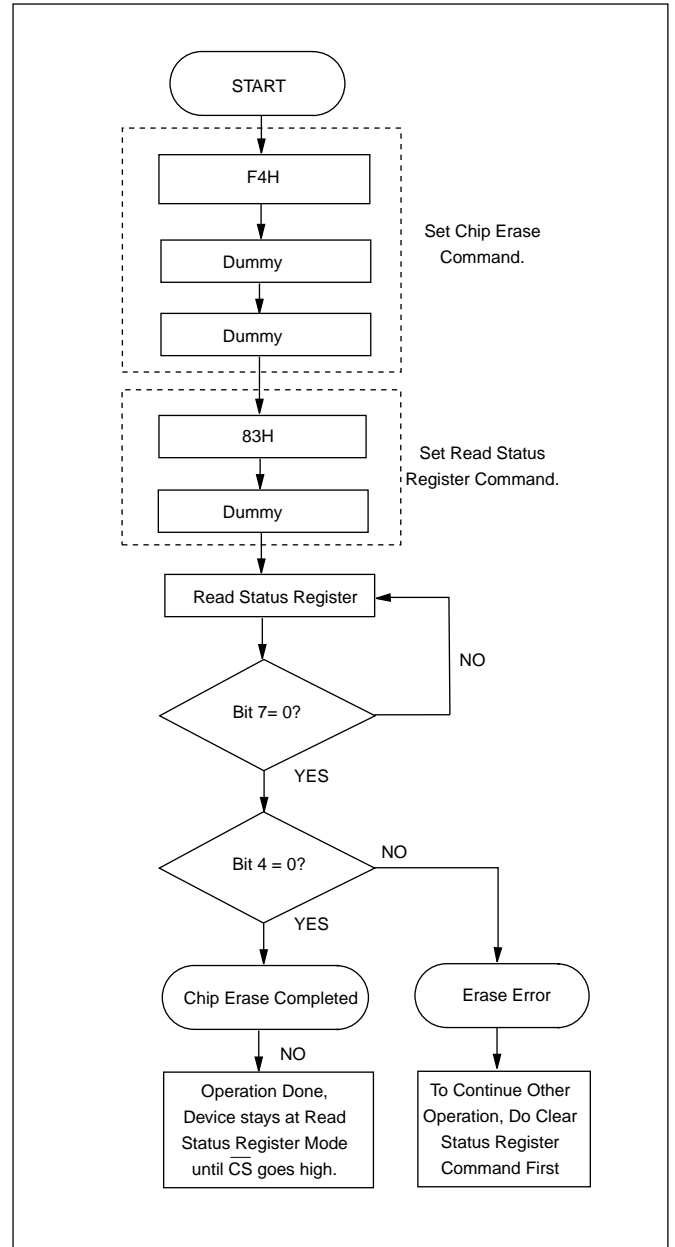 START
F4H
Dummy
Dummy
Set Chip Erase
Command.
83H
Dummy
Set Read Status
Register Command.
Read Status Register
NO
Bit 7= 0?
YES
Bit 4 = 0?
NO
YES
Chip Erase Completed
Erase Error
NO
Operation Done,
Device stays at Read
Status Register Mode
until C̅S̅ goes high.
To Continue Other
Operation, Do Clear
Status Register
Command First